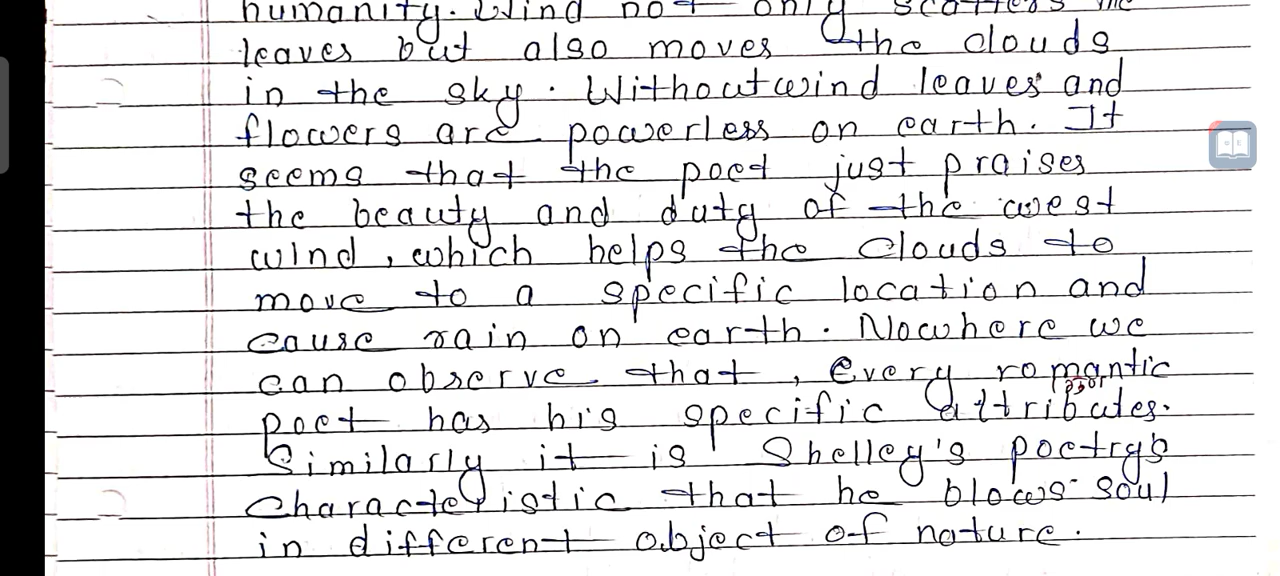 humanity. Wind not only scatters the
leaves but also moves the clouds
in the sky. Without wind leaves and
flowers are powerless on earth. It
seems that the poet just praises
the beauty and duty of the west
wind, which helps the clouds to
move to a specific location and
cause rain on earth. Nowhere we
can observe that, every romantic
poet has his specific attributes.
Similarly it is Shelley's poetrys
characteristic that he blows soul
in different object of nature.